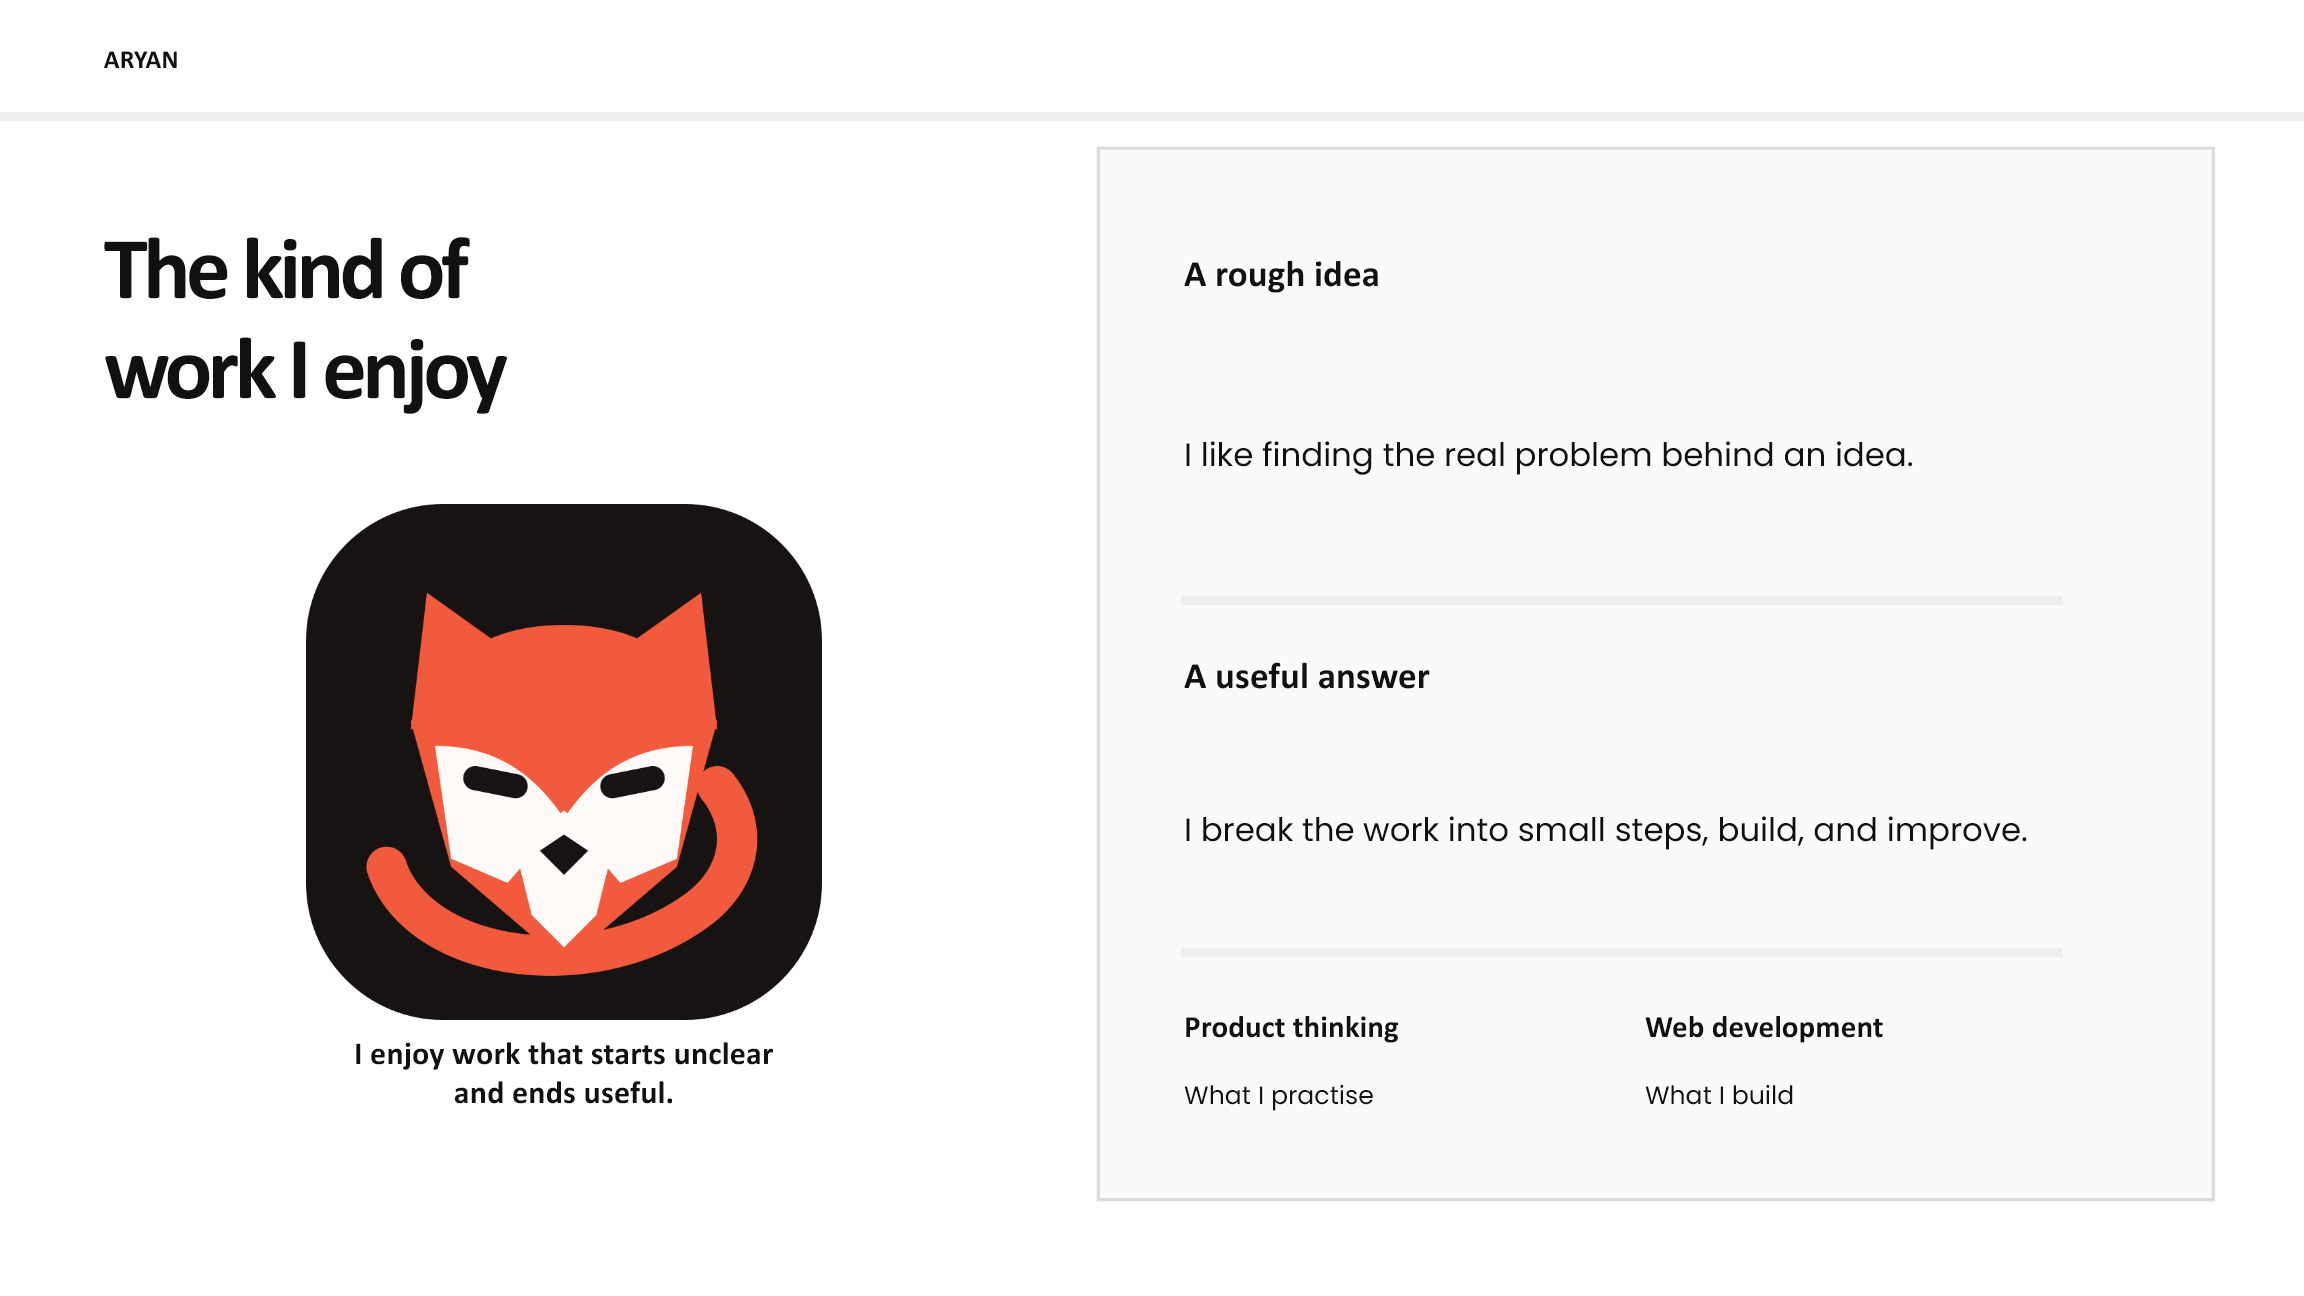 ARYAN
The kind of
work I enjoy
I enjoy work that starts unclear
and ends useful.
A rough idea
I like finding the real problem behind an idea.
A useful answer
I break the work into small steps, build, and improve.
Product thinking
What I practise
Web development
What I build